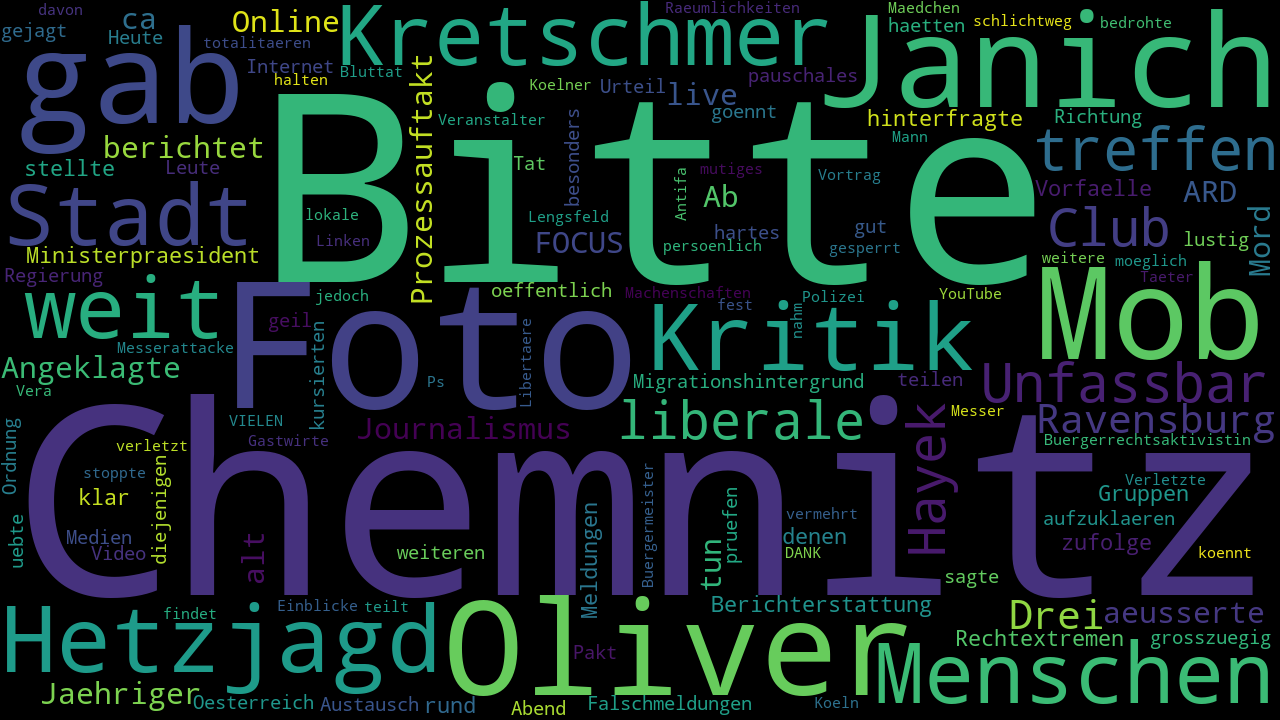 davon
gejagt
ca
Heute
Online
totalitaeren
Internet
halten
gab
Kretschmer
Bluttat
Raeumlichkeiten
Koelner
Urteil
live
pauschales
goennt
Maedchen
haetten
schlichtweg
bedrohte
Janich
hinterfragte
Richtung
Mann
treffen
berichtet
stellte
Leute
Prozessauftakt
Veranstalter
besonders
Tat
Antifa
mutiges
Ab
Vortrag
Vorfaelle
ARD
Bitte
Stadt
lokale
Linken
Lengsfeld
FOCUS
hartes
persoenlich
gut
gesperrt
Club
lustig
Mord
Ministerpraesident
Regierung
weit
jedoch
oeffentlich
Machenschaften
fest
Polizei
nahm
YouTube
weitere
moeglich
Taeter
Mob
geil
Foto
Kritik
kursierten
Libertaere
Messerattacke
Angeklagte
Vera
Ps
Migrationshintergrund
teilen
Unfassbar
VIELEN
Gastwirte
Journalismus
liberale
Hayek
Messer
Ravensburg
Buergerrechtsaktivistin
Ordnung
verletzt
stoppte
klar
diejenigen
Medien
Video
uebte
alt
Chemnitz
weiteren
Meldungen
Buergermeister
tun
pruefen
vermehrt
denen
DANK
Verletzte
Gruppen
aufzuklaeren
zufolge
koennt
sagte
Hetzjagd
findet
Einblicke
teilt
Oliver
Berichterstattung
Drei
aeusserte
Rechtextremen
grosszuegig
Pakt
Menschen
Jaehriger
Oesterreich
Austausch
rund
Abend
Falschmeldungen
Koeln